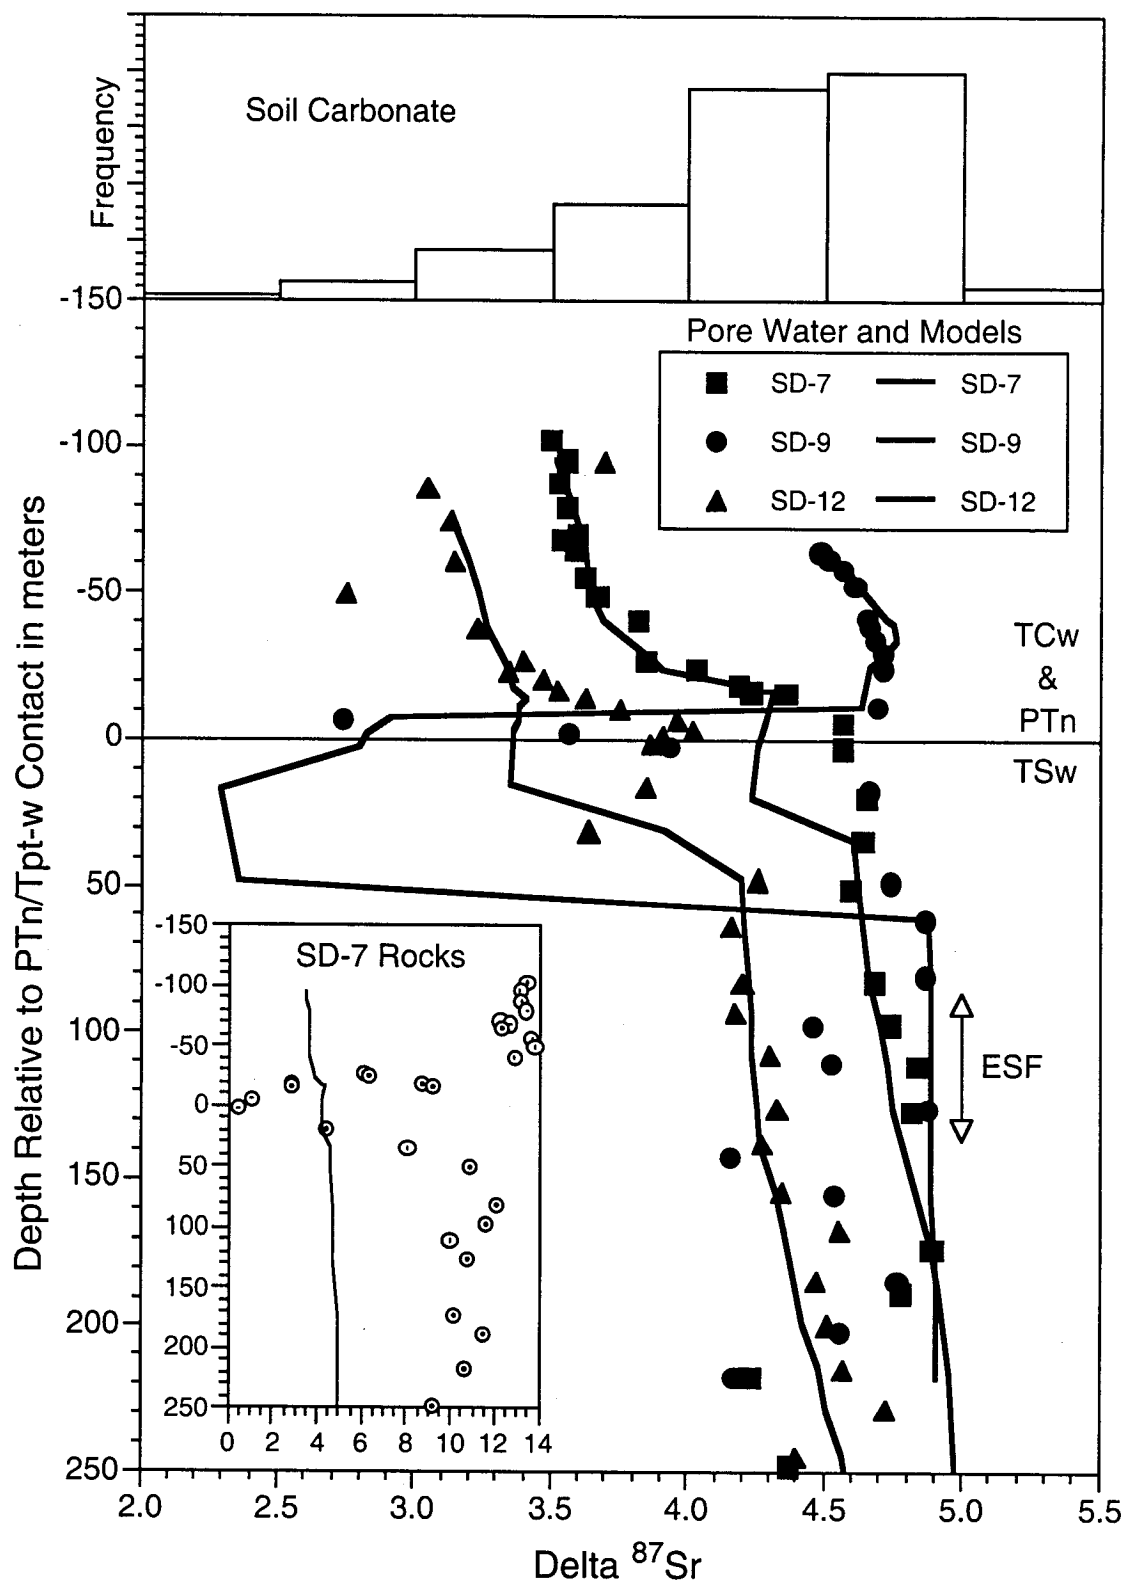 Frequency
Soil Carbonate
-150
Pore Water and Models
SD-7 SD-7
SD-9 SD-9
SD-12 SD-12
-100
-50
0
50
100
150
200
250
Depth Relative to PTn/Tpt-w Contact in meters
TCw
&
PTn
TSw
ESF
SD-7 Rocks
-150
-100
-50
0
50
100
150
200
250
0 2 4 6 8 10 12 14
2.0 2.5 3.0 3.5 4.0 4.5 5.0 5.5
Delta ⁸⁷Sr